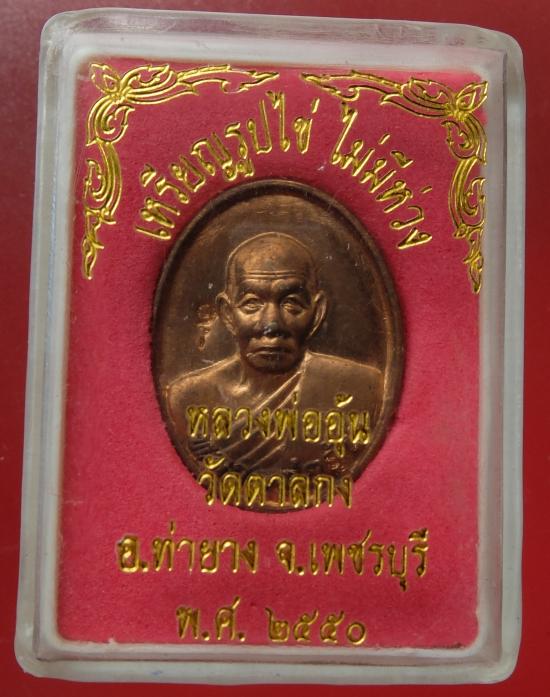 เหรียญรูปไข่ ไม่มีห่วง
หลวงพ่ออุ้น
วัดตาลกง
อ.ท่ายาง จ.เพชรบุรี
พ.ศ. ๒๕๕๐